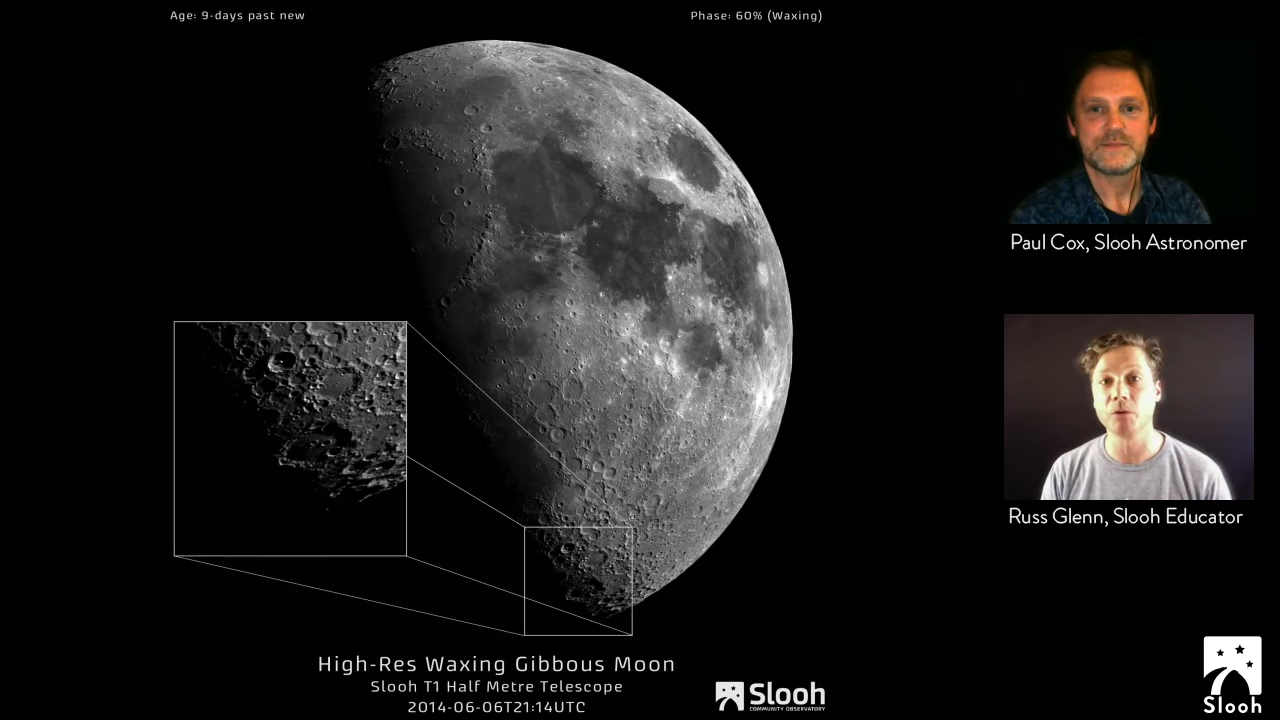 Age: 9-days past new
Phase: 60% (Waxing)
Paul Cox, Slooh Astronomer
Russ Glenn, Slooh Educator
High-Res Waxing Gibbous Moon
Slooh T1 Half Metre Telescope
2014-06-06T21:14UTC
Slooh
COMMUNITY OBSERVATORY
Slooh